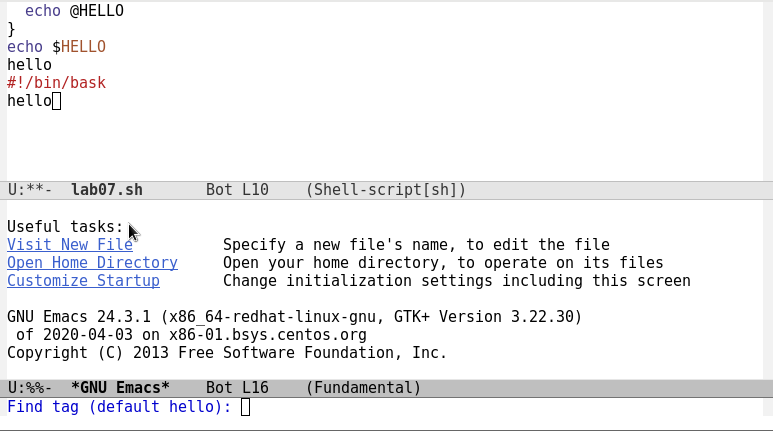 echo @HELLO
}
echo $HELLO
hello
#!/bin/bask
hello
U:**-  lab07.sh       Bot L10    (Shell-script[sh])
Useful tasks:
Visit New File          Specify a new file's name, to edit the file
Open Home Directory     Open your home directory, to operate on its files
Customize Startup       Change initialization settings including this screen
GNU Emacs 24.3.1 (x86_64-redhat-linux-gnu, GTK+ Version 3.22.30)
of 2020-04-03 on x86-01.bsys.centos.org
Copyright (C) 2013 Free Software Foundation, Inc.
U:%%-  *GNU Emacs*    Bot L16    (Fundamental)
Find tag (default hello):